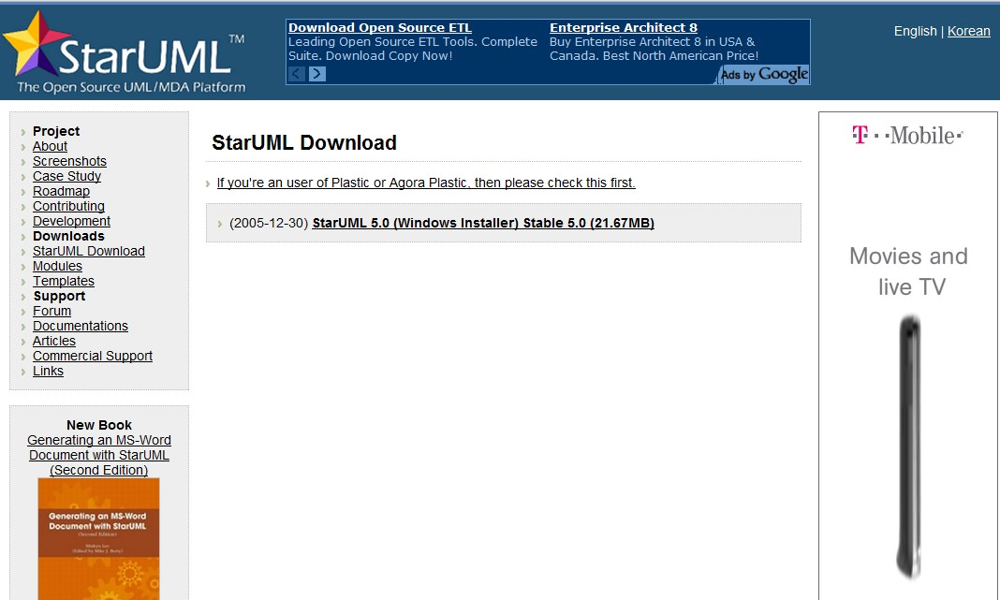 StarUML™
The Open Source UML/MDA Platform
Download Open Source ETL
Leading Open Source ETL Tools. Complete
Suite. Download Copy Now!
Enterprise Architect 8
Buy Enterprise Architect 8 in USA &
Canada. Best North American Price!
Ads by Google
English | Korean
Project
About
Screenshots
Case Study
Roadmap
Contributing
Development
Downloads
StarUML Download
Modules
Templates
Support
Forum
Documentations
Articles
Commercial Support
Links
New Book
Generating an MS-Word
Document with StarUML
(Second Edition)
Generating an MS-Word
Document with StarUML
(Second Edition)
Minkyu Lee
StarUML Download
If you're an user of Plastic or Agora Plastic, then please check this first.
(2005-12-30) StarUML 5.0 (Windows Installer) Stable 5.0 (21.67MB)
T··Mobile·
Movies and
live TV